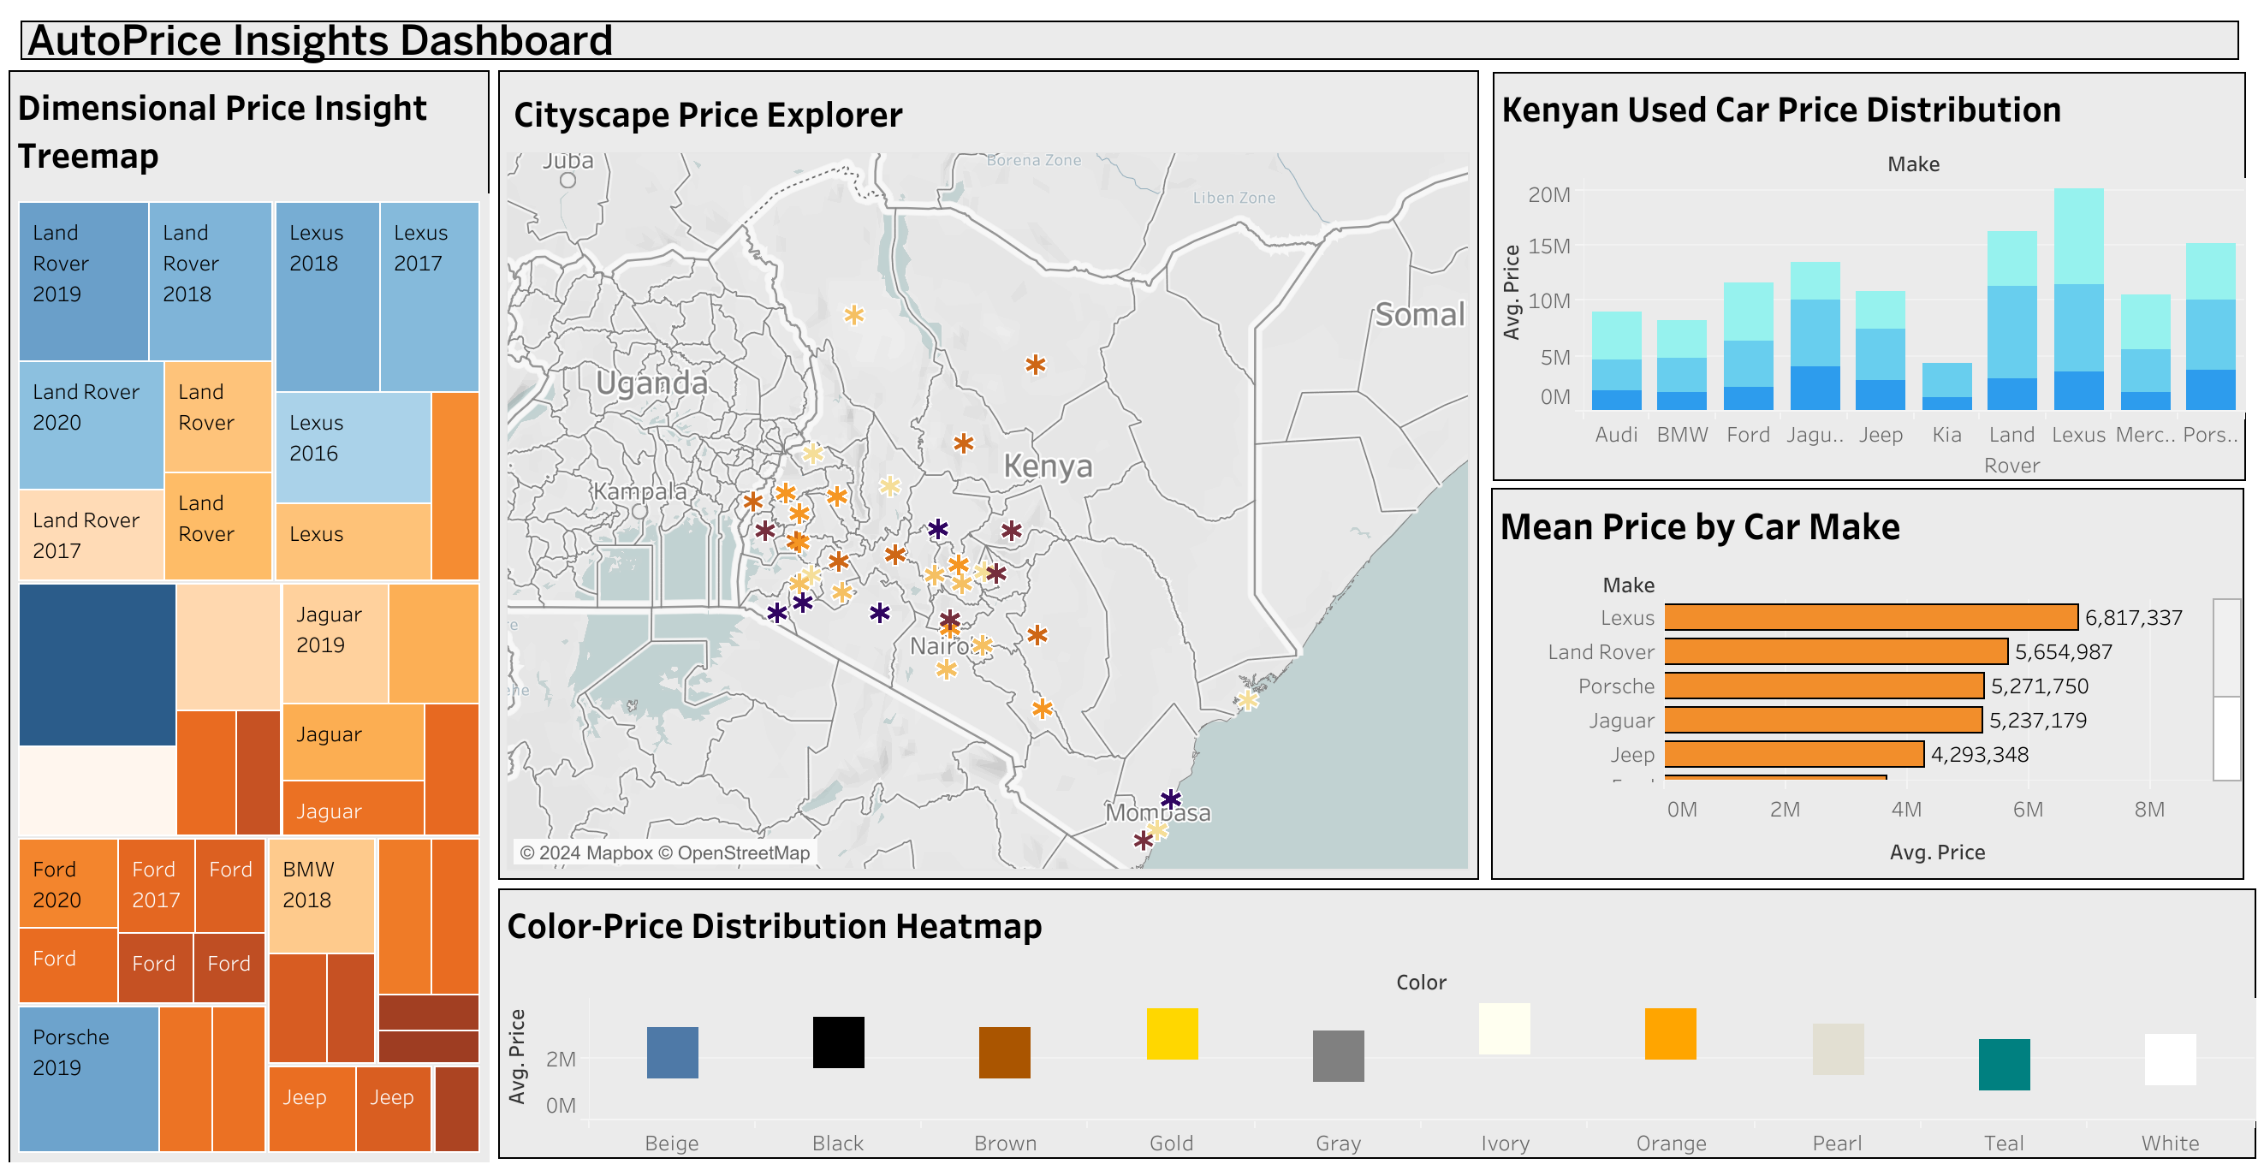 AutoPrice Insights Dashboard
Dimensional Price Insight
Treemap
Land
Rover
2019
Land
Rover
2018
Lexus
2018
Lexus
2017
Land Rover
2020
Land
Rover
Lexus
2016
Land Rover
2017
Land
Rover
Lexus
Jaguar
2019
Jaguar
Jaguar
Ford
2020
Ford
2017
Ford
BMW
2018
Ford
Ford
Ford
Porsche
2019
Jeep
Jeep
Cityscape Price Explorer
Juba
Borena Zone
Liben Zone
Somal
Uganda
Kenya
Kampala
Mombasa
© 2024 Mapbox © OpenStreetMap
Kenyan Used Car Price Distribution
Make
Avg. Price
20M
15M
10M
5M
0M
Audi
BMW
Ford
Jagu..
Jeep
Kia
Land
Rover
Lexus
Merc..
Pors..
Mean Price by Car Make
Make
Lexus 6,817,337
Land Rover 5,654,987
Porsche 5,271,750
Jaguar 5,237,179
Jeep 4,293,348
0M 2M 4M 6M 8M
Avg. Price
Color-Price Distribution Heatmap
Color
Avg. Price
2M
0M
Beige Black Brown Gold Gray Ivory Orange Pearl Teal White